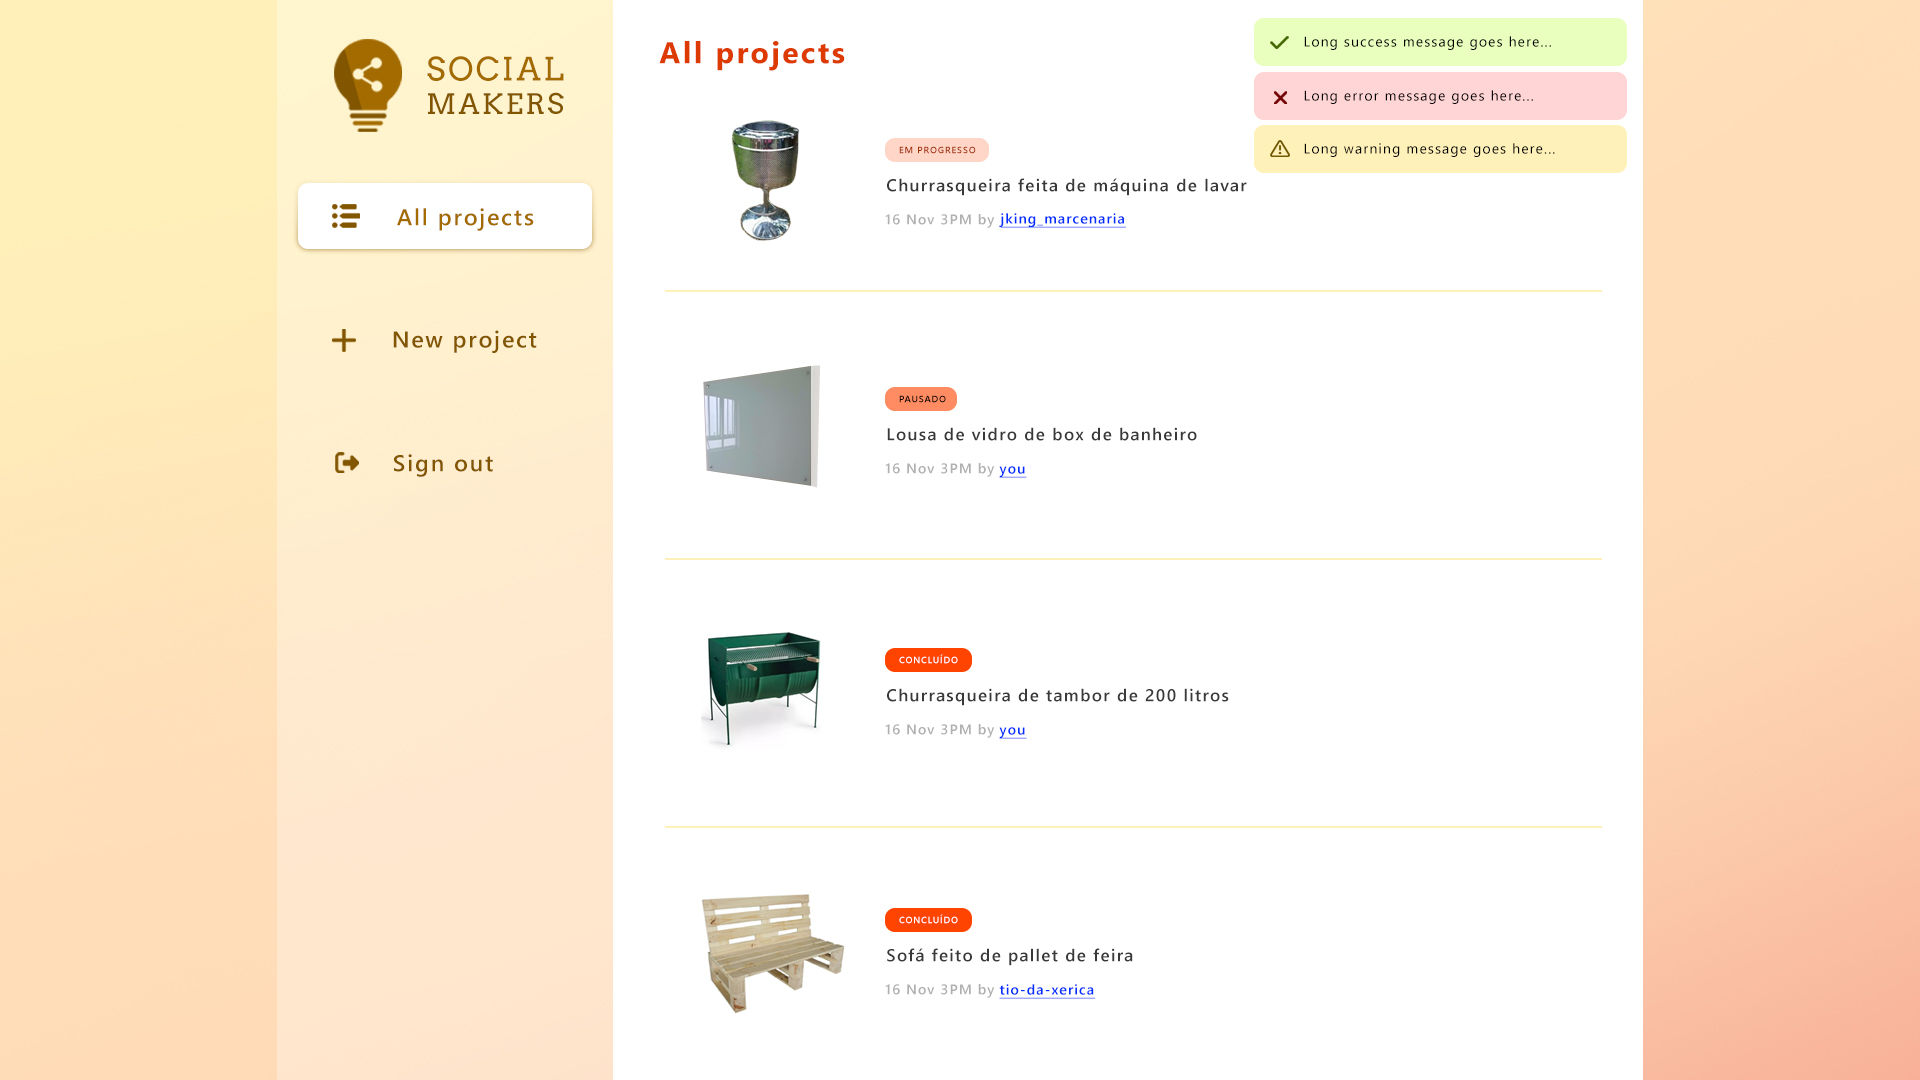 SOCIAL
MAKERS
All projects
New project
Sign out
All projects
Long success message goes here...
Long error message goes here...
Long warning message goes here...
EM PROGRESSO
Churrasqueira feita de máquina de lavar
16 Nov 3PM by jking_marcenaria
PAUSADO
Lousa de vidro de box de banheiro
16 Nov 3PM by you
CONCLUÍDO
Churrasqueira de tambor de 200 litros
16 Nov 3PM by you
CONCLUÍDO
Sofá feito de pallet de feira
16 Nov 3PM by tio-da-xerica